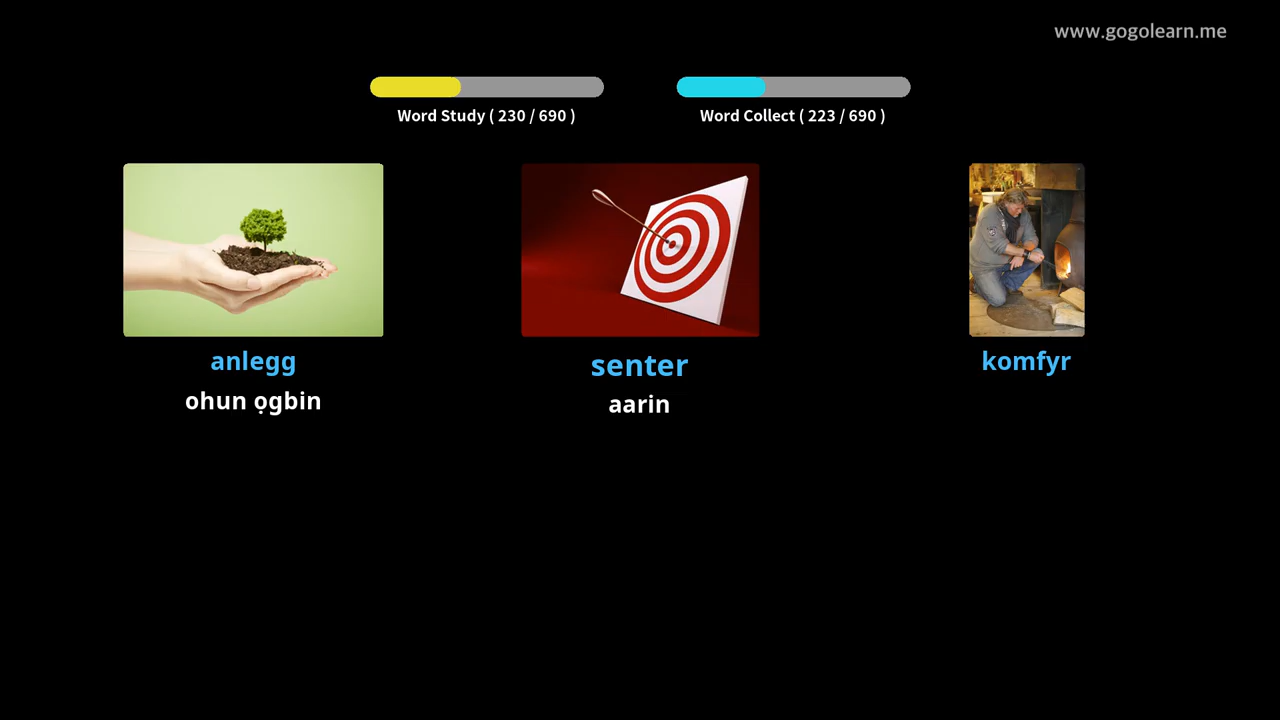 www.gogolearn.me
Word Study ( 230 / 690 )
Word Collect ( 223 / 690 )
anlegg
ohun ọgbin
senter
aarin
komfyr